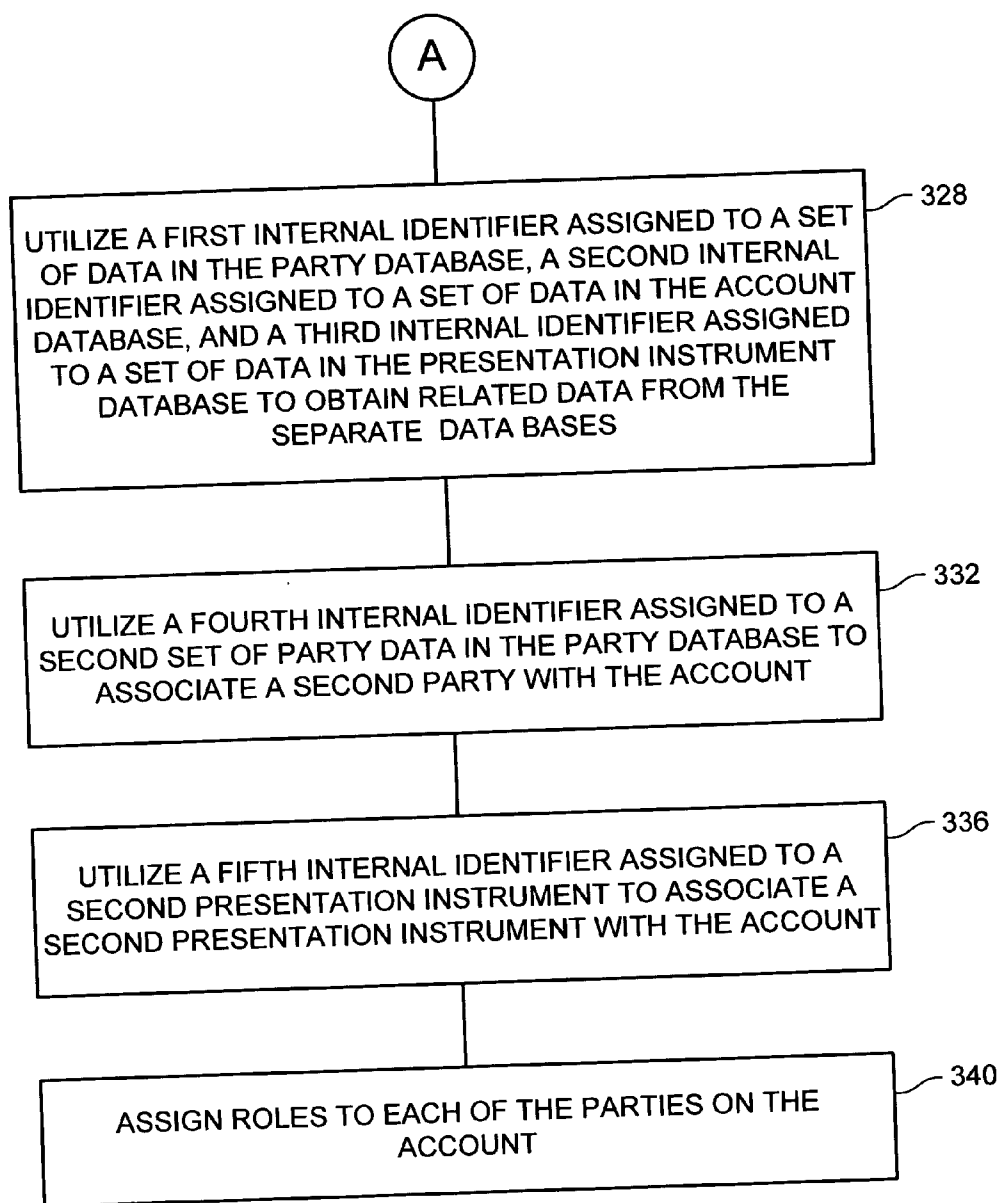 A
328
UTILIZE A FIRST INTERNAL IDENTIFIER ASSIGNED TO A SET
OF DATA IN THE PARTY DATABASE, A SECOND INTERNAL
IDENTIFIER ASSIGNED TO A SET OF DATA IN THE ACCOUNT
DATABASE, AND A THIRD INTERNAL IDENTIFIER ASSIGNED
TO A SET OF DATA IN THE PRESENTATION INSTRUMENT
DATABASE TO OBTAIN RELATED DATA FROM THE
SEPARATE DATA BASES
332
UTILIZE A FOURTH INTERNAL IDENTIFIER ASSIGNED TO A
SECOND SET OF PARTY DATA IN THE PARTY DATABASE TO
ASSOCIATE A SECOND PARTY WITH THE ACCOUNT
336
UTILIZE A FIFTH INTERNAL IDENTIFIER ASSIGNED TO A
SECOND PRESENTATION INSTRUMENT TO ASSOCIATE A
SECOND PRESENTATION INSTRUMENT WITH THE ACCOUNT
340
ASSIGN ROLES TO EACH OF THE PARTIES ON THE
ACCOUNT